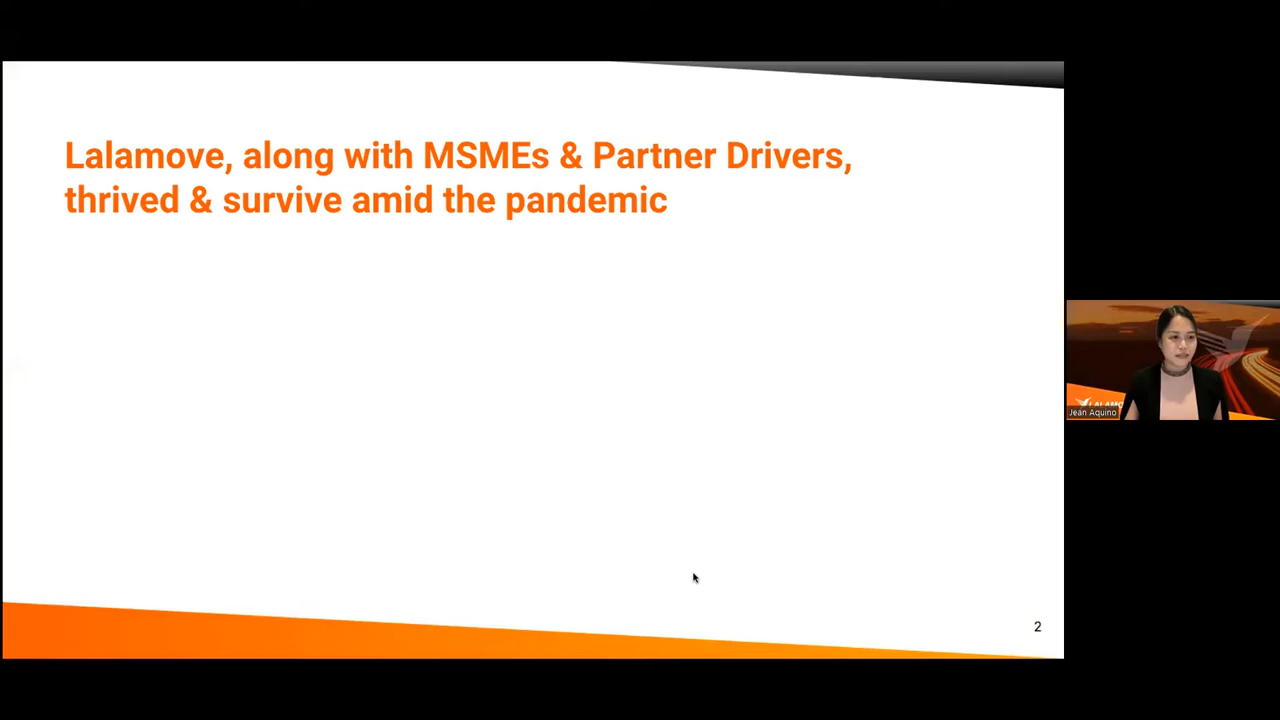 Lalamove, along with MSMEs & Partner Drivers,
thrived & survive amid the pandemic
Jean Aquino
2